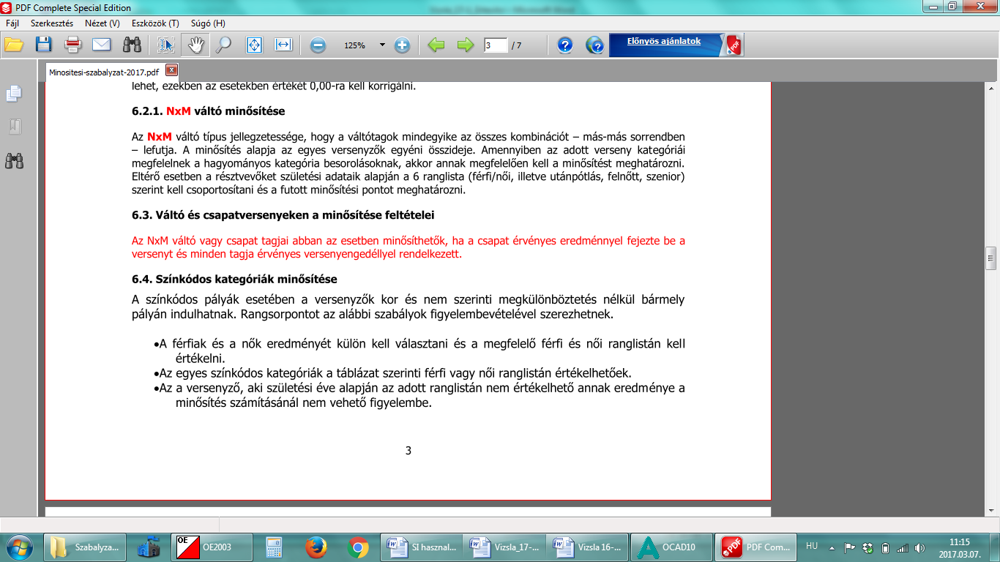 PDF Complete Special Edition
Fájl Szerkesztés Nézet (V) Eszközök (T) Súgó (H)
125% 3 / 7 Előnyös ajánlatok PDF
Minositesi-szabalyzat-2017.pdf
lehet, ezekben az esetekben értékét 0,00-ra kell korrigálni.
6.2.1. NxM váltó minősítése
Az NxM váltó típus jellegzetessége, hogy a váltótagok mindegyike az összes kombinációt – más-más sorrendben
– lefutja. A minősítés alapja az egyes versenyzők egyéni összideje. Amennyiben az adott verseny kategóriái
megfelelnek a hagyományos kategória besorolásoknak, akkor annak megfelelően kell a minősítést meghatározni.
Eltérő esetben a résztvevőket születési adataik alapján a 6 ranglista (férfi/női, illetve utánpótlás, felnőtt, szenior)
szerint kell csoportosítani és a futott minősítési pontot meghatározni.
6.3. Váltó és csapatversenyeken a minősítése feltételei
Az NxM váltó vagy csapat tagjai abban az esetben minősíthetők, ha a csapat érvényes eredménnyel fejezte be a
versenyt és minden tagja érvényes versenyengedéllyel rendelkezett.
6.4. Színkódos kategóriák minősítése
A színkódos pályák esetében a versenyzők kor és nem szerinti megkülönböztetés nélkül bármely
pályán indulhatnak. Rangsorpontot az alábbi szabályok figyelembevételével szerezhetnek.
•A férfiak és a nők eredményét külön kell választani és a megfelelő férfi és női ranglistán kell
értékelni.
•Az egyes színkódos kategóriák a táblázat szerinti férfi vagy női ranglistán értékelhetőek.
•Az a versenyző, aki születési éve alapján az adott ranglistán nem értékelhető annak eredménye a
minősítés számításánál nem vehető figyelembe.
3
Szabalyza... OE OE2003 SI használ... Vizsla_17-... Vizsla 16-... OCAD10 PDF Com... HU 11:15
2017.03.07.